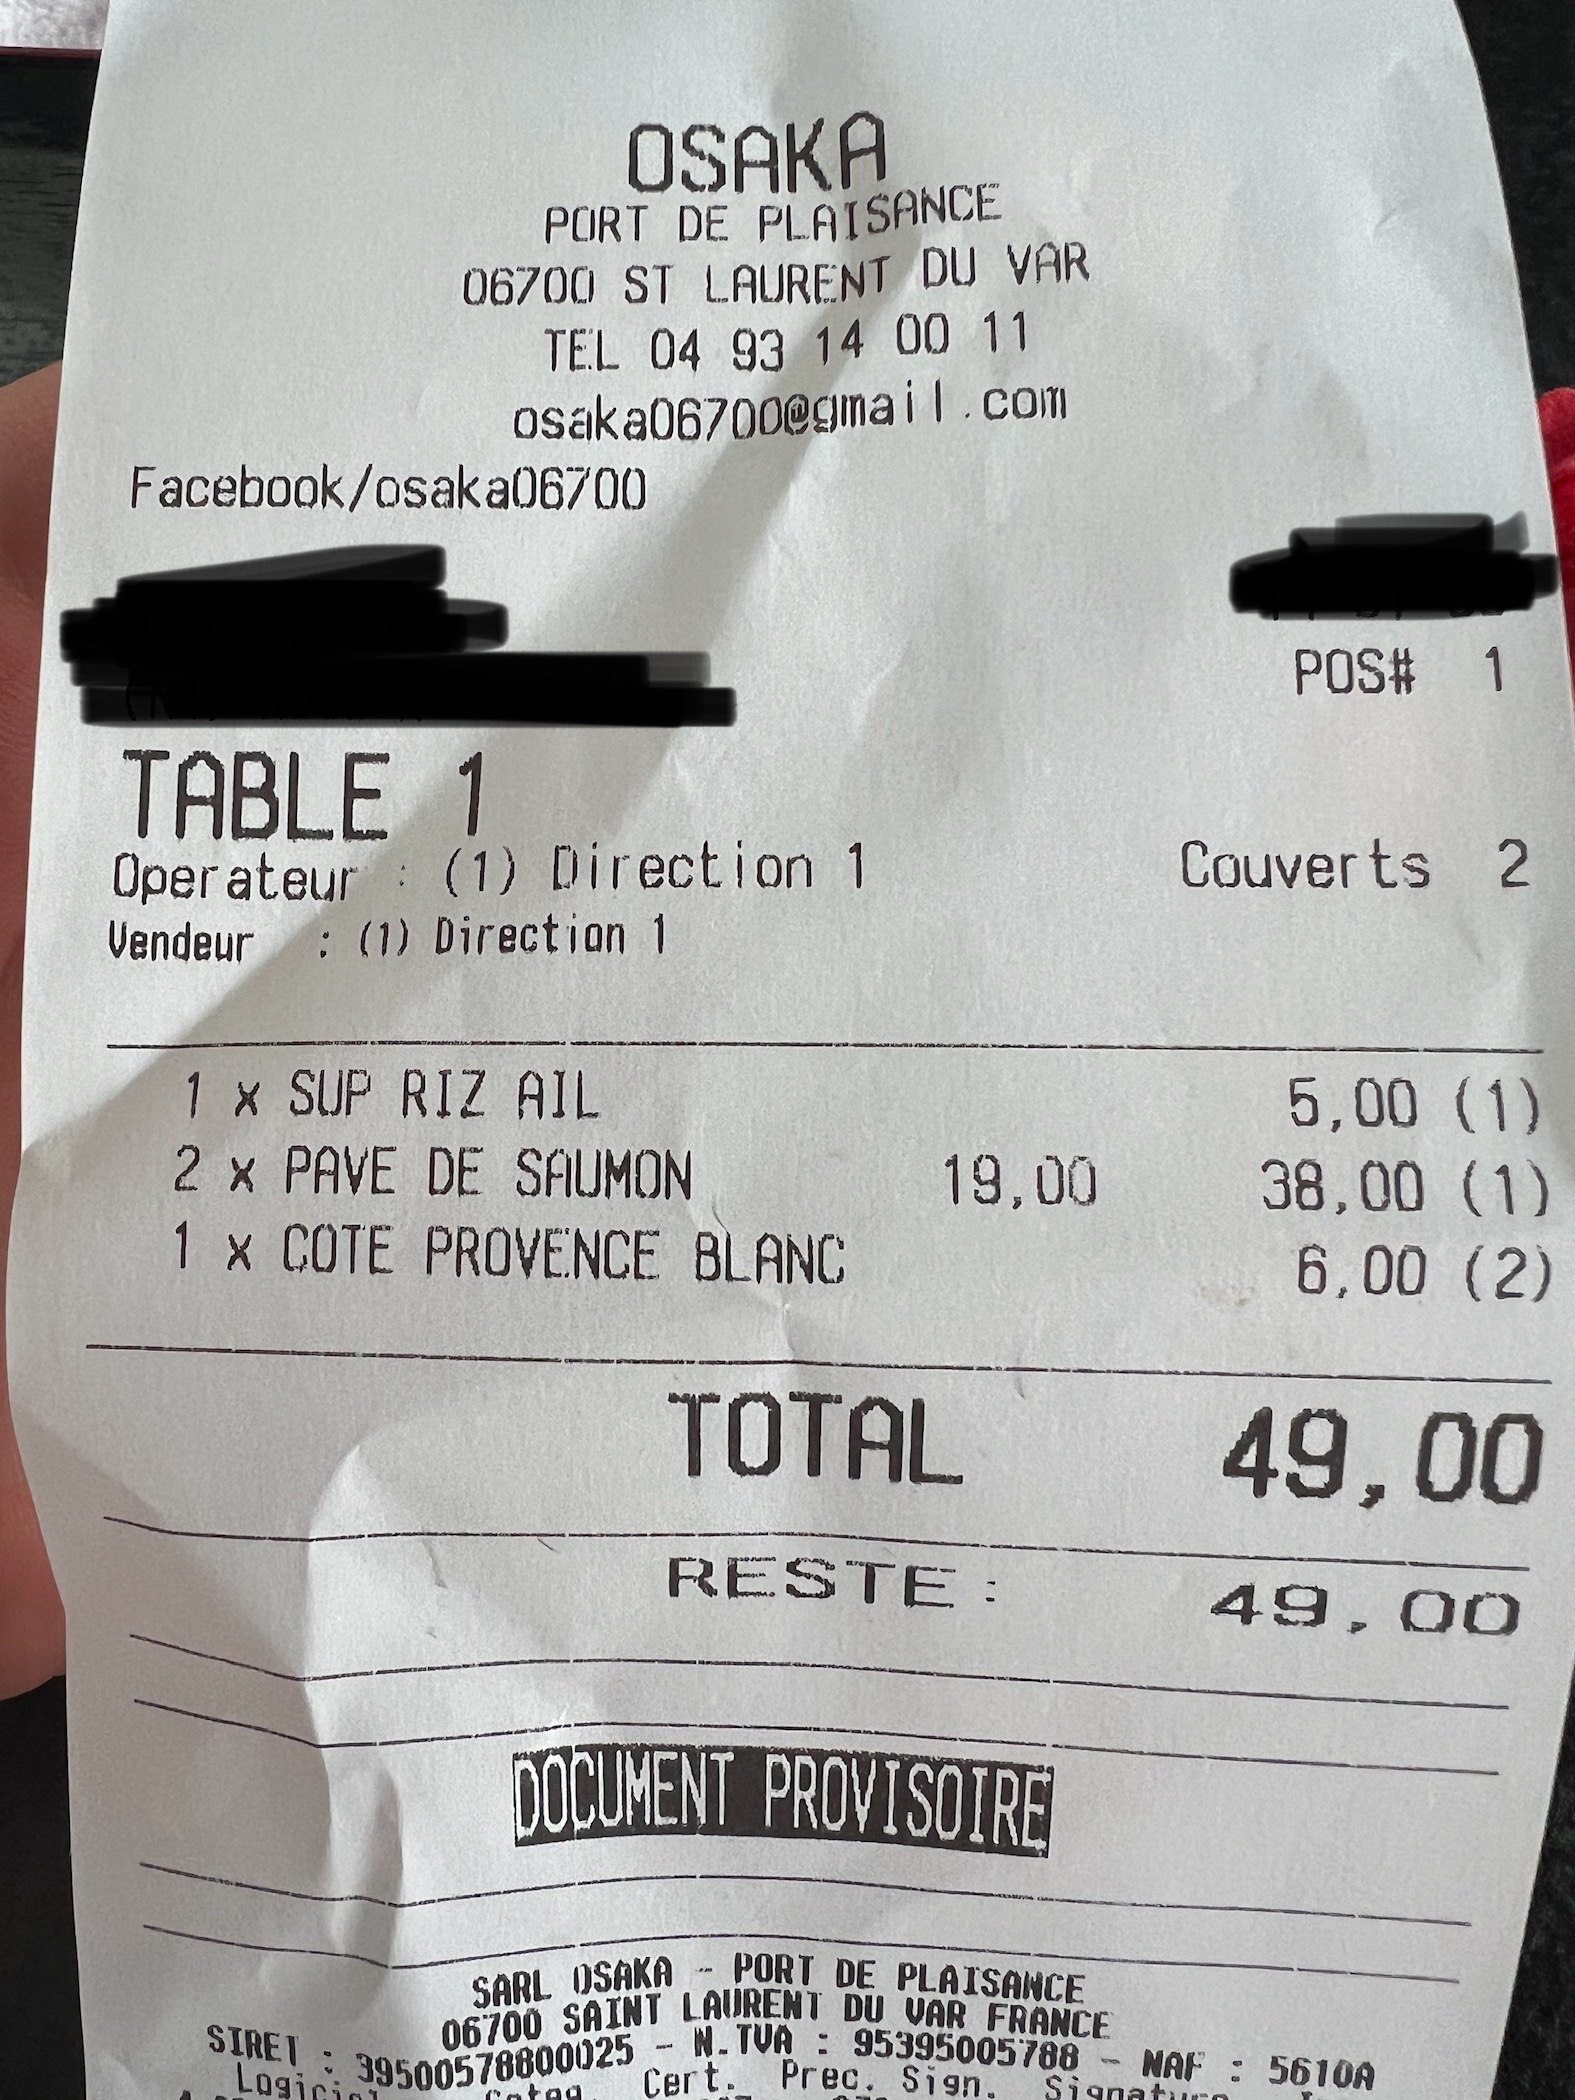 OSAKA
PORT DE PLAISANCE
06700 ST LAURENT DU VAR
TEL 04 93 14 00 11
osaka06700@gmail.com
Facebook/osaka06700
POS# 1
TABLE 1
Operateur : (1) Direction 1 Couverts 2
Vendeur : (1) Direction 1
1 x SUP RIZ AIL 5,00 (1)
2 x PAVE DE SAUMON 19,00 38,00 (1)
1 x COTE PROVENCE BLANC 6,00 (2)
TOTAL 49,00
RESTE : 49,00
DOCUMENT PROVISOIRE
SARL OSAKA - PORT DE PLAISANCE
06700 SAINT LAURENT DU VAR FRANCE
SIRET : 39500578800025 - N.TVA : 95395005788 - NAF : 5610A
Logiciel Categ. Cert. Prec. Sign. Signature